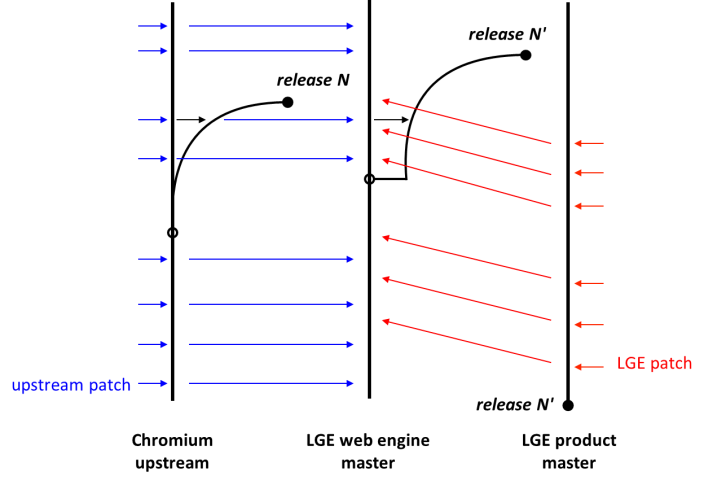 release N'
release N
LGE patch
upstream patch
release N'
Chromium
upstream
LGE web engine
master
LGE product
master